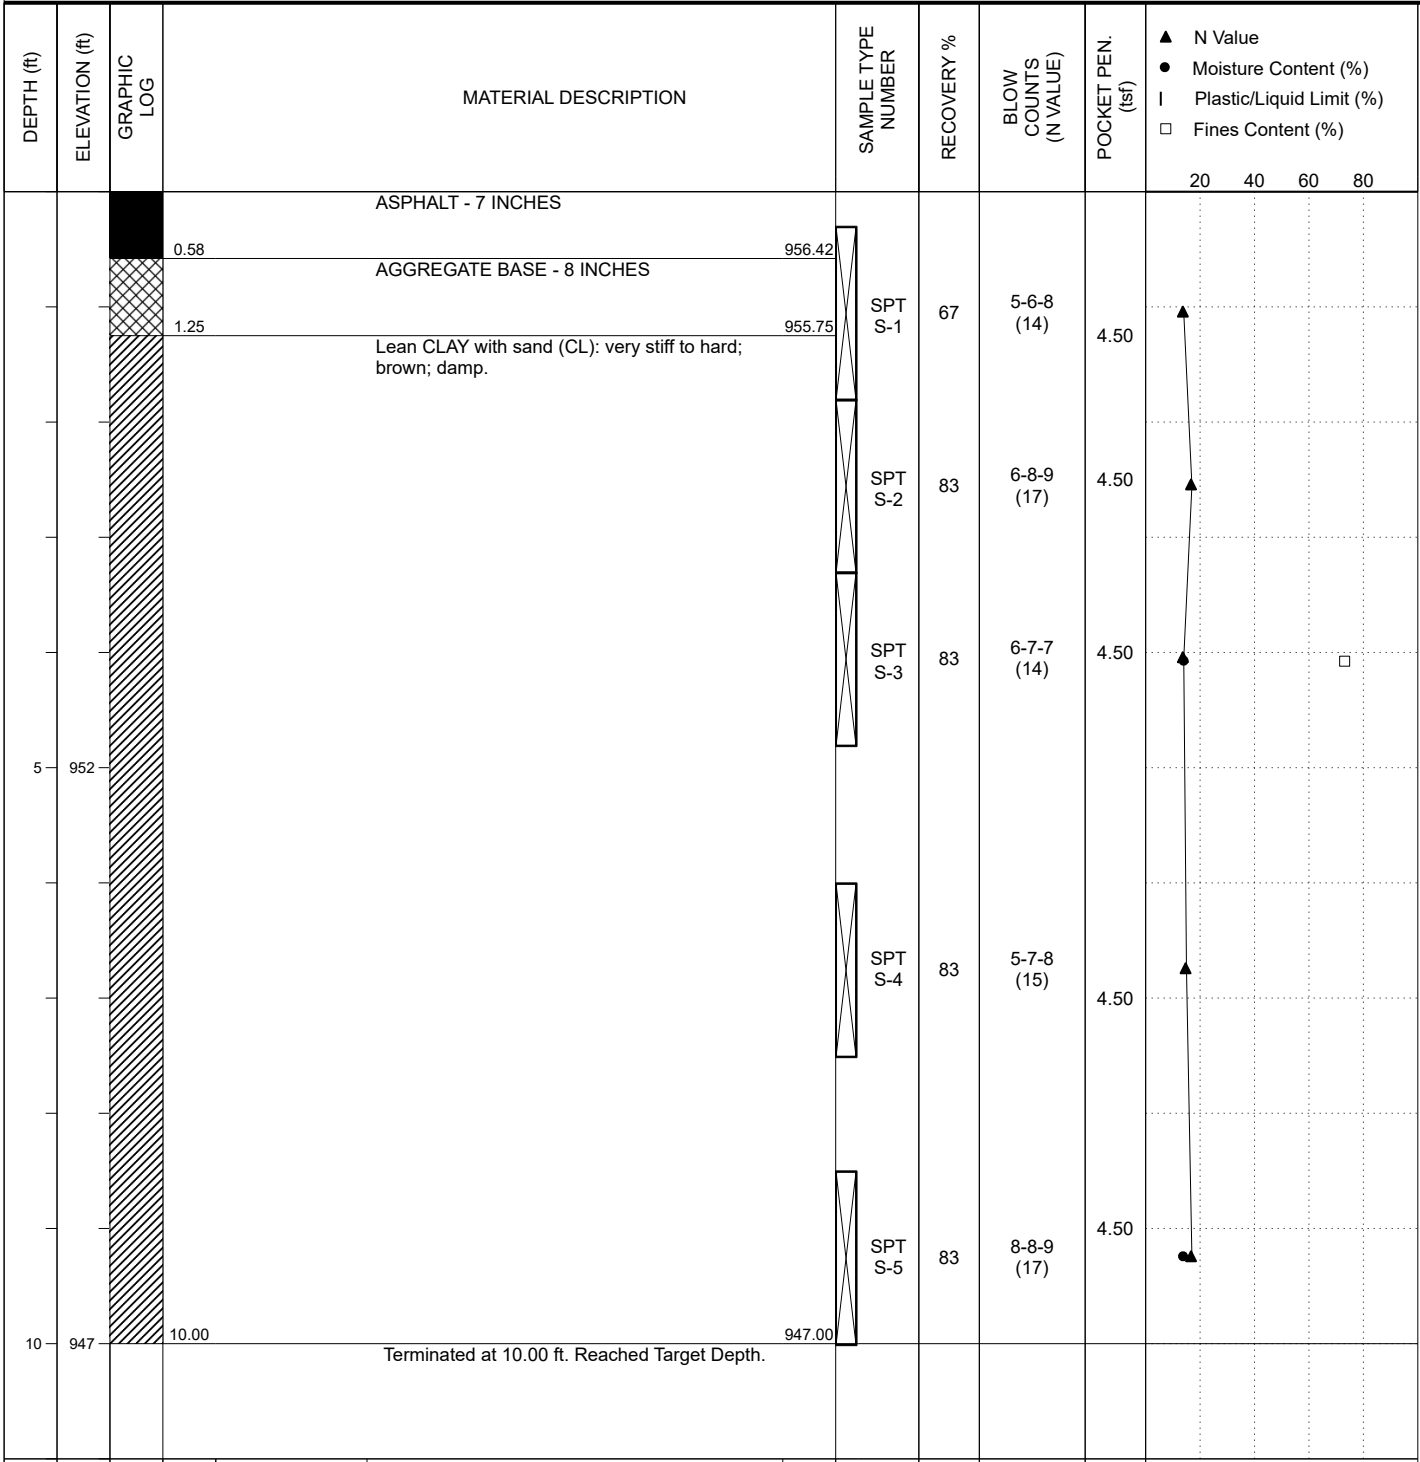 DEPTH (ft)
ELEVATION (ft)
GRAPHIC
LOG
MATERIAL DESCRIPTION
SAMPLE TYPE
NUMBER
RECOVERY %
BLOW
COUNTS
(N VALUE)
POCKET PEN.
(tsf)
N Value
Moisture Content (%)
Plastic/Liquid Limit (%)
Fines Content (%)
20 40 60 80
ASPHALT - 7 INCHES
0.58 956.42
AGGREGATE BASE - 8 INCHES
SPT
S-1
67
5-6-8
(14)
4.50
1.25 955.75
Lean CLAY with sand (CL): very stiff to hard;
brown; damp.
SPT
S-2
83
6-8-9
(17)
4.50
SPT
S-3
83
6-7-7
(14)
4.50
5 952
SPT
S-4
83
5-7-8
(15)
4.50
SPT
S-5
83
8-8-9
(17)
4.50
10 947 10.00 947.00
Terminated at 10.00 ft. Reached Target Depth.